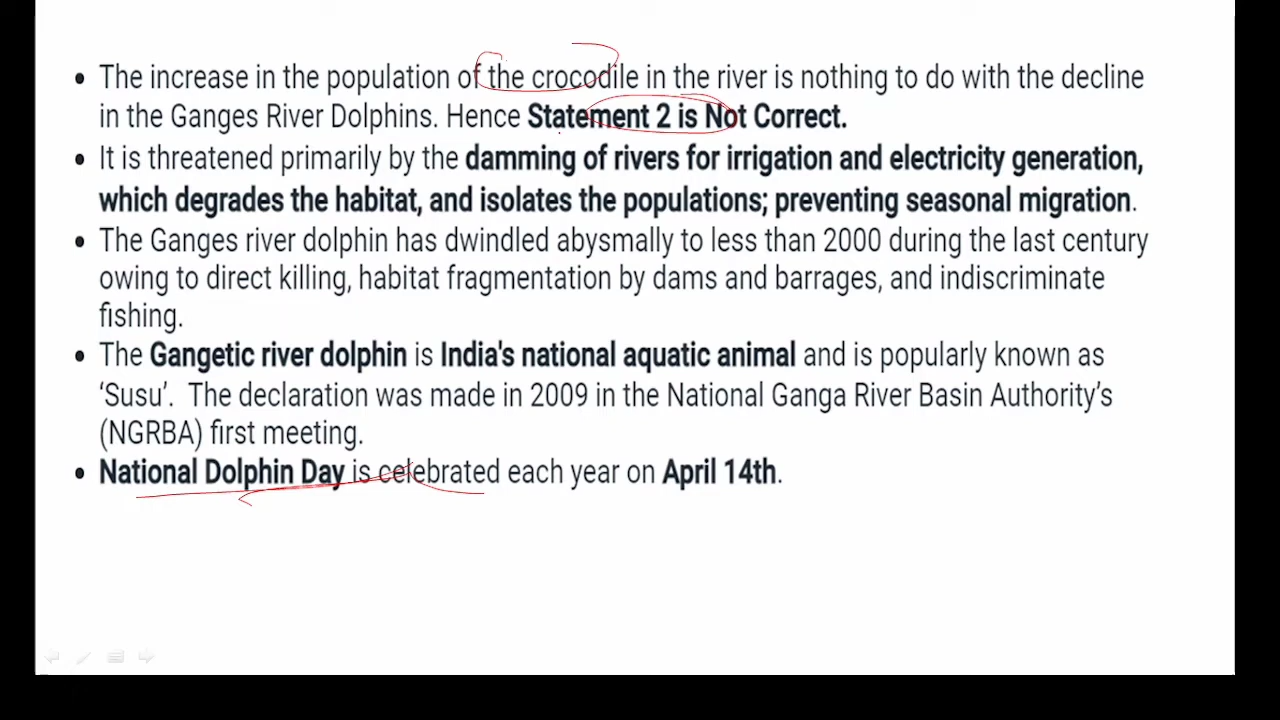 • The increase in the population of the crocodile in the river is nothing to do with the decline
in the Ganges River Dolphins. Hence Statement 2 is Not Correct.
• It is threatened primarily by the damming of rivers for irrigation and electricity generation,
which degrades the habitat, and isolates the populations; preventing seasonal migration.
• The Ganges river dolphin has dwindled abysmally to less than 2000 during the last century
owing to direct killing, habitat fragmentation by dams and barrages, and indiscriminate
fishing.
• The Gangetic river dolphin is India's national aquatic animal and is popularly known as
‘Susu’. The declaration was made in 2009 in the National Ganga River Basin Authority’s
(NGRBA) first meeting.
• National Dolphin Day is celebrated each year on April 14th.